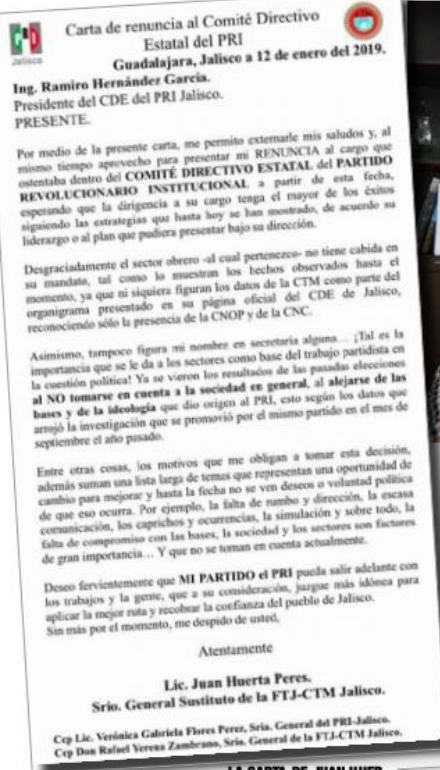 PRI
Jalisco
Carta de renuncia al Comité Directivo
Estatal del PRI
Guadalajara, Jalisco a 12 de enero del 2019.
Ing. Ramiro Hernández García.
Presidente del CDE del PRI Jalisco.
PRESENTE.
Por medio de la presente carta, me permito externarle mis saludos y, al
mismo tiempo aprovecho para presentar mi RENUNCIA al cargo que
ostentaba dentro del COMITÉ DIRECTIVO ESTATAL del PARTIDO
REVOLUCIONARIO INSTITUCIONAL a partir de esta fecha,
esperando que la dirigencia a su cargo tenga el mayor de los éxitos
siguiendo las estrategias que hasta hoy se han mostrado, de acuerdo su
liderazgo o al plan que pudiera presentar bajo su dirección.
Desgraciadamente el sector obrero -al cual pertenezco- no tiene cabida en
su mandato, tal como lo muestran los hechos observados hasta el
momento, ya que ni siquiera figuran los datos de la CTM como parte del
organigrama presentado en su página oficial del CDE de Jalisco,
reconociendo sólo la presencia de la CNOP y de la CNC.
Asimismo, tampoco figura mi nombre en secretaría alguna... ¡Tal es la
importancia que se le da a los sectores como base del trabajo partidista en
la cuestión política! Ya se vieron los resultados de las pasadas elecciones
al NO tomarse en cuenta a la sociedad en general, al alejarse de las
bases y de la ideología que dio origen al PRI, esto según los datos que
arrojó la investigación que se promovió por el mismo partido en el mes de
septiembre el año pasado.
Entre otras cosas, los motivos que me obligan a tomar esta decisión,
además suman una lista larga de temas que representan una oportunidad de
cambio para mejorar y hasta la fecha no se ven deseos o voluntad política
de que eso ocurra. Por ejemplo, la falta de rumbo y dirección, la escasa
comunicación, los caprichos y ocurrencias, la simulación y sobre todo, la
falta de compromiso con las bases, la sociedad y los sectores son factores
de gran importancia... Y que no se toman en cuenta actualmente.
Deseo fervientemente que MI PARTIDO el PRI pueda salir adelante con
los trabajos y la gente, que a su consideración, juzgue más idónea para
aplicar la mejor ruta y recobrar la confianza del pueblo de Jalisco.
Sin más por el momento, me despido de usted,
Atentamente
Lic. Juan Huerta Peres.
Srio. General Sustituto de la FTJ-CTM Jalisco.
Ccp Lic. Verónica Gabriela Flores Perez, Sria. General del PRI-Jalisco.
Ccp Don Rafael Yerena Zambrano, Srio. General de la FTJ-CTM Jalisco.
LA CARTA DE JUAN